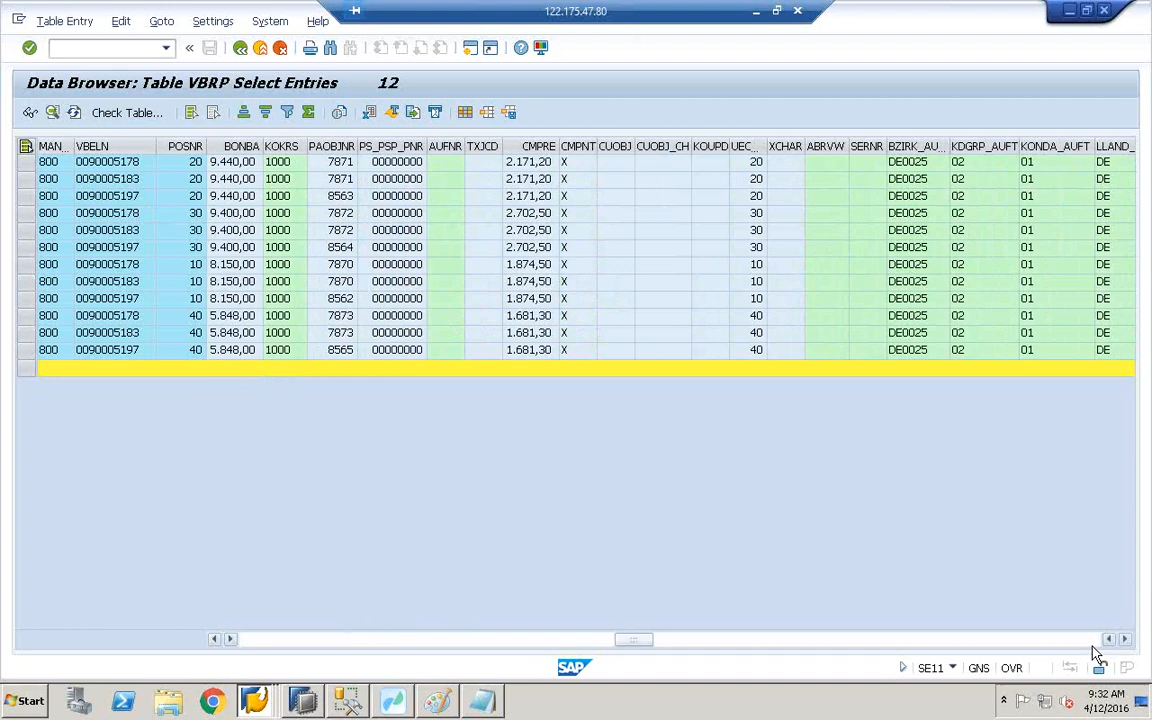 122.175.47.80
Table Entry Edit Goto Settings System Help
Data Browser: Table VBRP Select Entries 12
Check Table...
MAN... VBELN POSNR BONBA KOKRS PAOBJNR PS_PSP_PNR AUFNR TXJCD CMPRE CMPNT CUOBJ CUOBJ_CH KOUPD UEC... XCHAR ABRVW SERNR BZIRK_AU... KDGRP_AUFT KONDA_AUFT LLAND_
800 0090005178 20 9.440,00 1000 7871 00000000 2.171,20 X 20 DE0025 02 01 DE
800 0090005183 20 9.440,00 1000 7871 00000000 2.171,20 X 20 DE0025 02 01 DE
800 0090005197 20 9.440,00 1000 8563 00000000 2.171,20 X 20 DE0025 02 01 DE
800 0090005178 30 9.400,00 1000 7872 00000000 2.702,50 X 30 DE0025 02 01 DE
800 0090005183 30 9.400,00 1000 7872 00000000 2.702,50 X 30 DE0025 02 01 DE
800 0090005197 30 9.400,00 1000 8564 00000000 2.702,50 X 30 DE0025 02 01 DE
800 0090005178 10 8.150,00 1000 7870 00000000 1.874,50 X 10 DE0025 02 01 DE
800 0090005183 10 8.150,00 1000 7870 00000000 1.874,50 X 10 DE0025 02 01 DE
800 0090005197 10 8.150,00 1000 8562 00000000 1.874,50 X 10 DE0025 02 01 DE
800 0090005178 40 5.848,00 1000 7873 00000000 1.681,30 X 40 DE0025 02 01 DE
800 0090005183 40 5.848,00 1000 7873 00000000 1.681,30 X 40 DE0025 02 01 DE
800 0090005197 40 5.848,00 1000 8565 00000000 1.681,30 X 40 DE0025 02 01 DE
SAP SE11 GNS OVR
Start 9:32 AM
4/12/2016